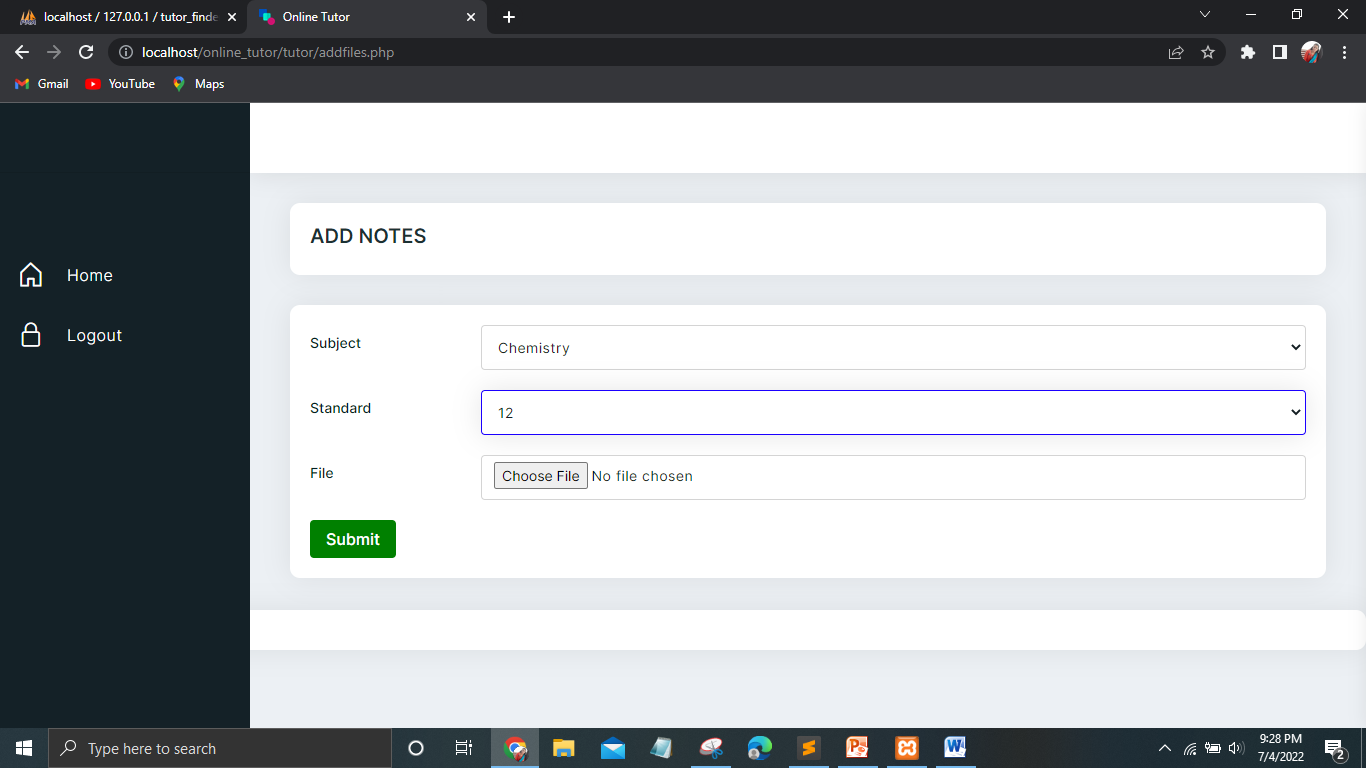 localhost / 127.0.0.1 / tutor_finde
Online Tutor
localhost/online_tutor/tutor/addfiles.php
Gmail
YouTube
Maps
ADD NOTES
Home
Logout
Subject
Chemistry
Standard
12
File
Choose File No file chosen
Submit
Type here to search
9:28 PM
7/4/2022
2